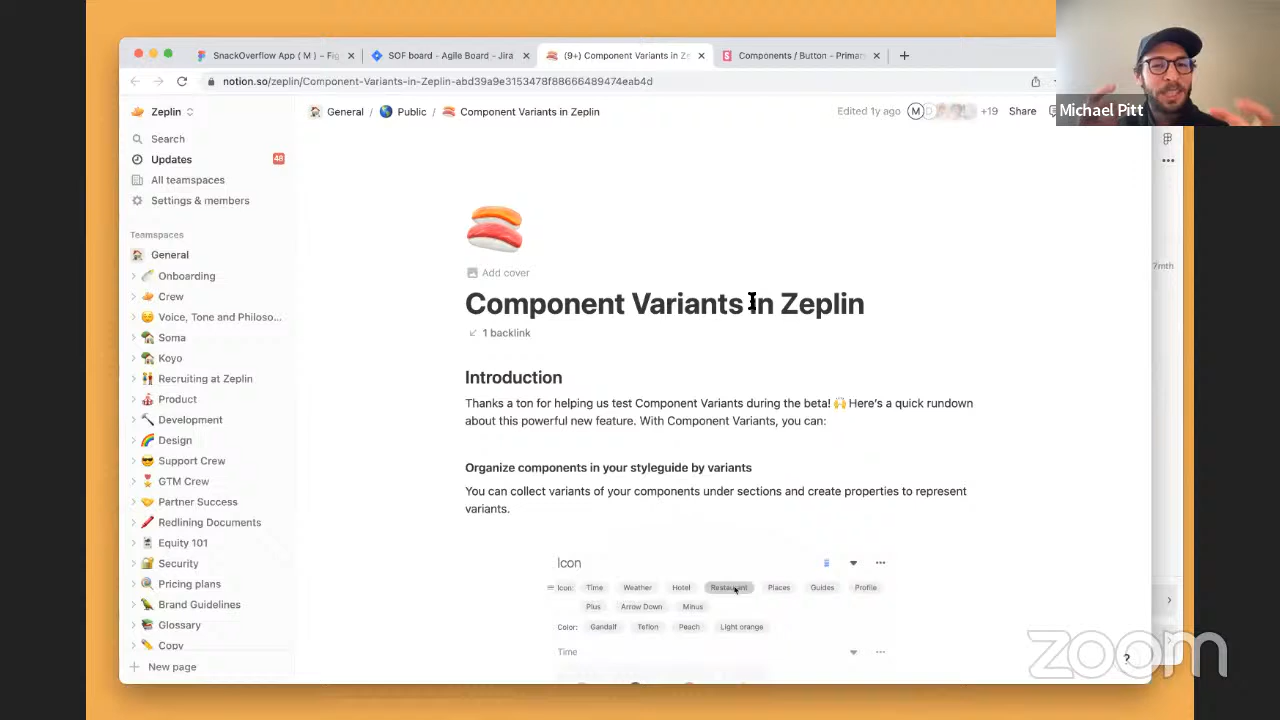 SnackOverflow App ( M ) – Fig
SOF board - Agile Board - Jira
(9+) Component Variants in Ze
Components / Button - Primar
notion.so/zeplin/Component-Variants-in-Zeplin-abd39a9e3153478f88666489474eab4d
Michael Pitt
Zeplin
General / Public / Component Variants in Zeplin
Edited 1y ago
M
+19
Share
Search
Updates
48
All teamspaces
Settings & members
Teamspaces
General
Onboarding
Crew
Voice, Tone and Philoso...
Soma
Koyo
Recruiting at Zeplin
Product
Development
Design
Support Crew
GTM Crew
Partner Success
Redlining Documents
Equity 101
Security
Pricing plans
Brand Guidelines
Glossary
Copy
New page
Add cover
Component Variants in Zeplin
1 backlink
Introduction
Thanks a ton for helping us test Component Variants during the beta! 🙌 Here's a quick rundown
about this powerful new feature. With Component Variants, you can:
Organize components in your styleguide by variants
You can collect variants of your components under sections and create properties to represent
variants.
Icon
Icon: Time Weather Hotel Restaurant Places Guides Profile
Plus Arrow Down Minus
Color: Gandalf Teflon Peach Light orange
Time
7mth
?
zoom